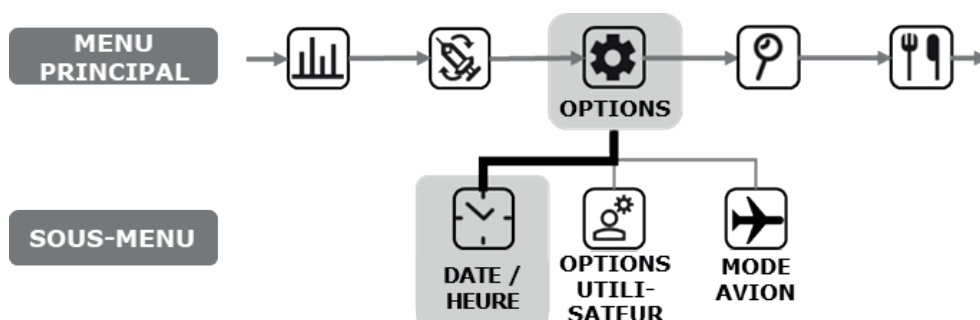 MENU
PRINCIPAL
OPTIONS
SOUS-MENU
DATE /
HEURE
OPTIONS
UTILI-
SATEUR
MODE
AVION